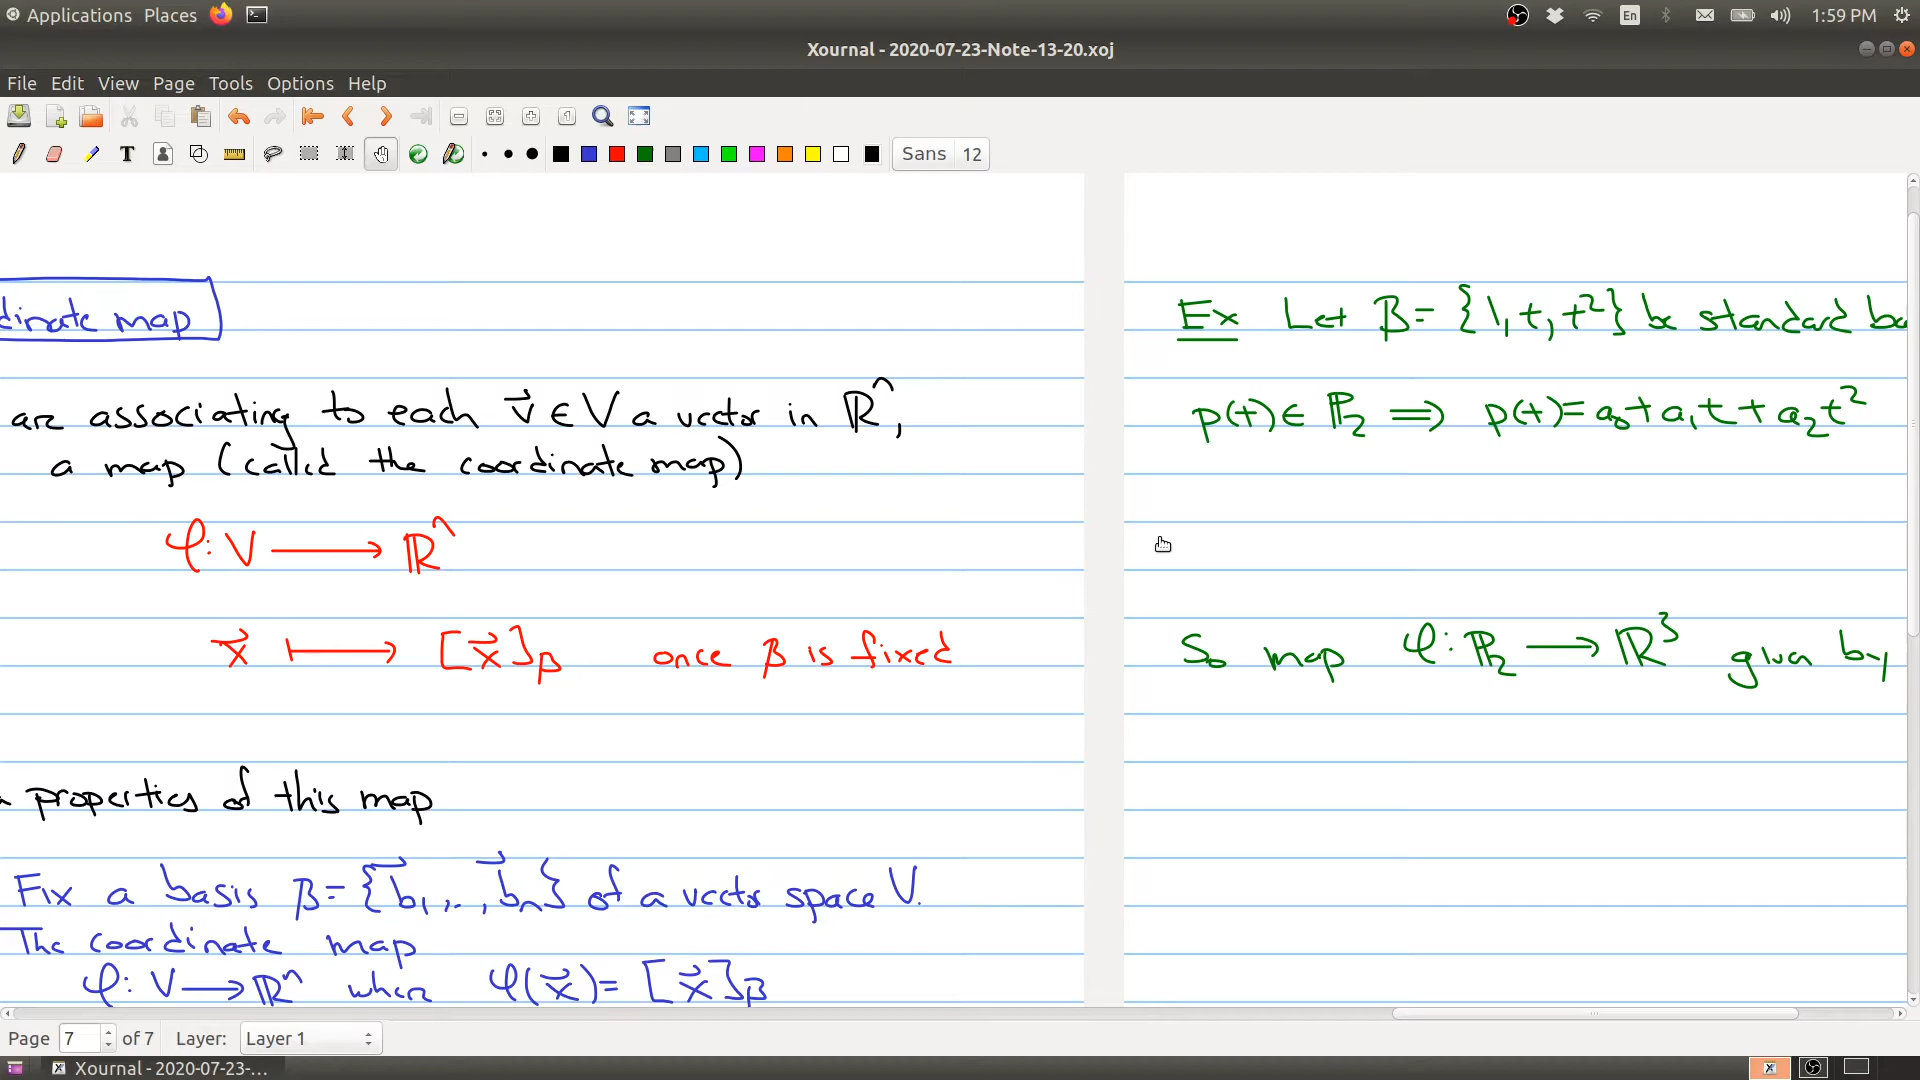 Applications Places En 1:59 PM
Xournal - 2020-07-23-Note-13-20.xoj
File Edit View Page Tools Options Help
T Sans 12
dinate map
are associating to each v⃗ ∈ V a vector in ℝⁿ,
a map (called the coordinate map)
φ: V ⟶ ℝⁿ
x⃗ ⟼ [x⃗]_β once β is fixed
properties of this map
Fix a basis β = {b⃗₁, .., b⃗ₙ} of a vector space V.
The coordinate map
φ: V ⟶ ℝⁿ where φ(x⃗) = [x⃗]_β
Ex Let β = {1, t, t²} be standard ba
p(t) ∈ ℙ₂ ⟹ p(t) = a₀ + a₁t + a₂t²
So map φ: ℙ₂ ⟶ ℝ³ given by
Page 7 of 7 Layer: Layer 1
Xournal - 2020-07-23-...